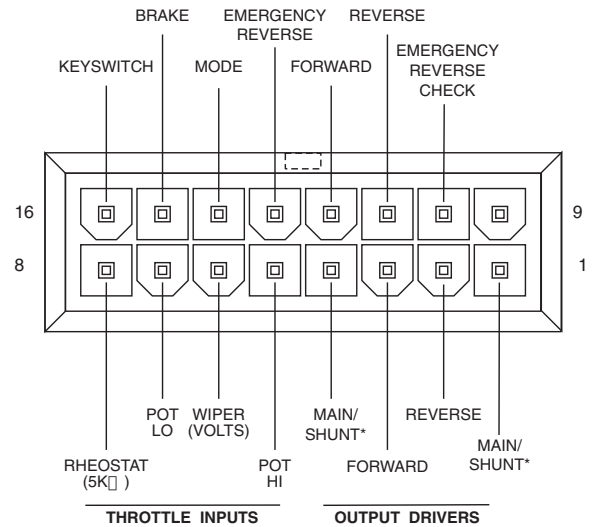 BRAKE
EMERGENCY
REVERSE
REVERSE
KEYSWITCH
MODE
FORWARD
EMERGENCY
REVERSE
CHECK
16
9
8
1
POT
LO
WIPER
(VOLTS)
MAIN/
SHUNT*
REVERSE
RHEOSTAT
(5K▯ )
POT
HI
FORWARD
MAIN/
SHUNT*
THROTTLE INPUTS
OUTPUT DRIVERS